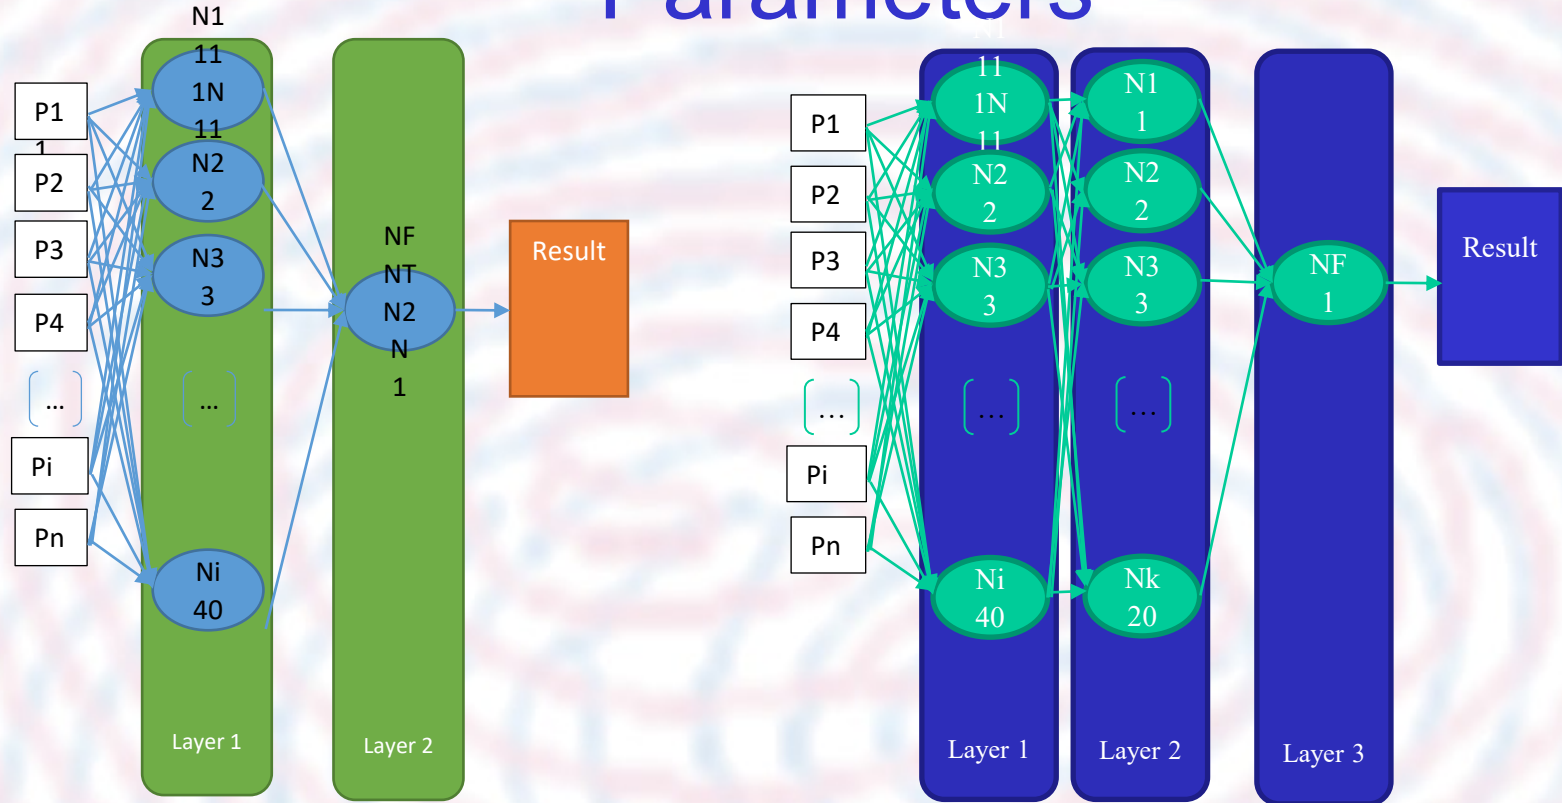 Parameters
N1
11
1N
11
P1
1
P2
P3
P4
...
Pi
Pn
N2
2
N3
3
...
Ni
40
Layer 1
NF
NT
N2
N
1
Layer 2
Result
P1
P2
P3
P4
...
Pi
Pn
N1
11
1N
11
N2
2
N3
3
...
Ni
40
Layer 1
N1
1
N2
2
N3
3
...
Nk
20
Layer 2
NF
1
Layer 3
Result